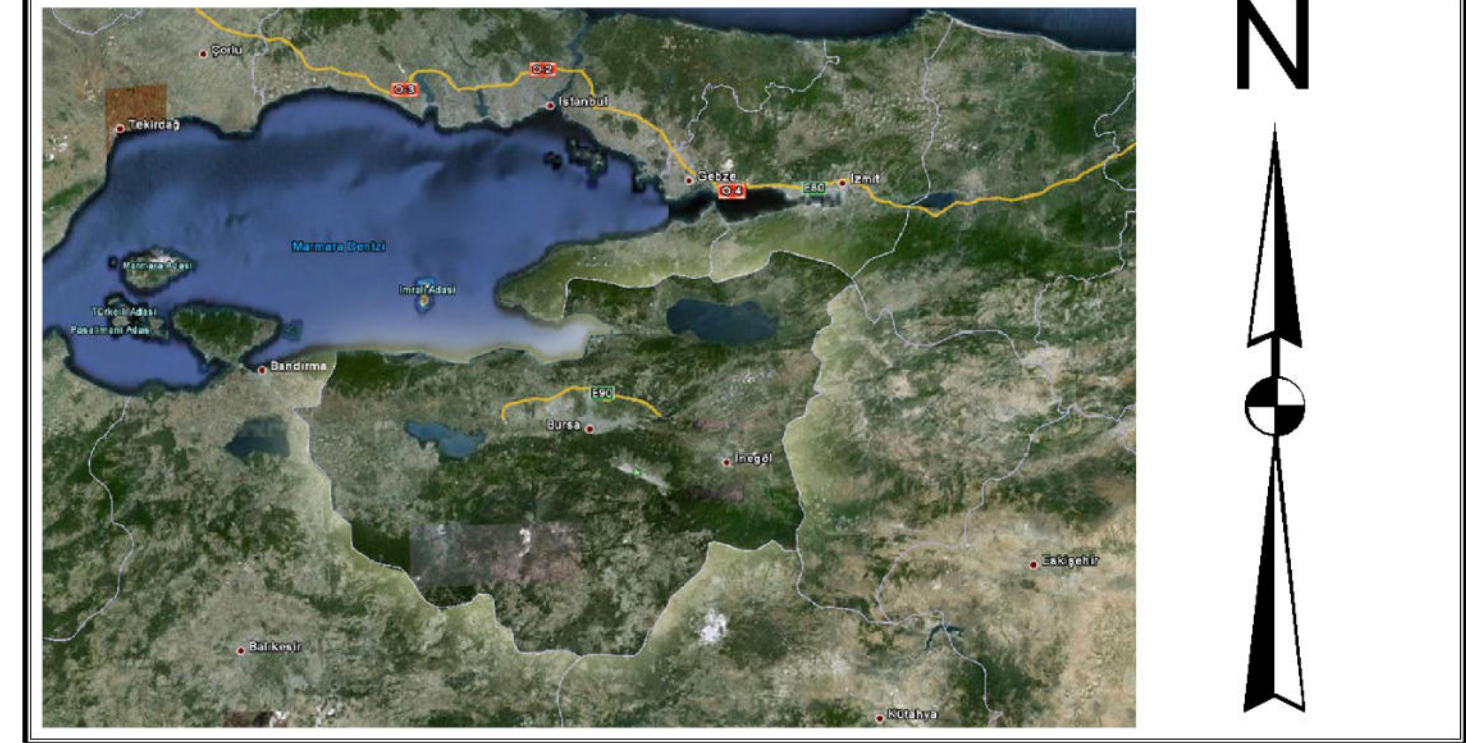 N
Çorlu
O-2
O-3
İstanbul
Tekirdağ
Gebze
O-4
E80
İzmit
Marmara Denizi
Marmara Adası
İmralı Adası
Türkeli Adası
Paşalimanı Adası
Bandırma
E90
Bursa
İnegöl
Eskişehir
Balıkesir
Kütahya